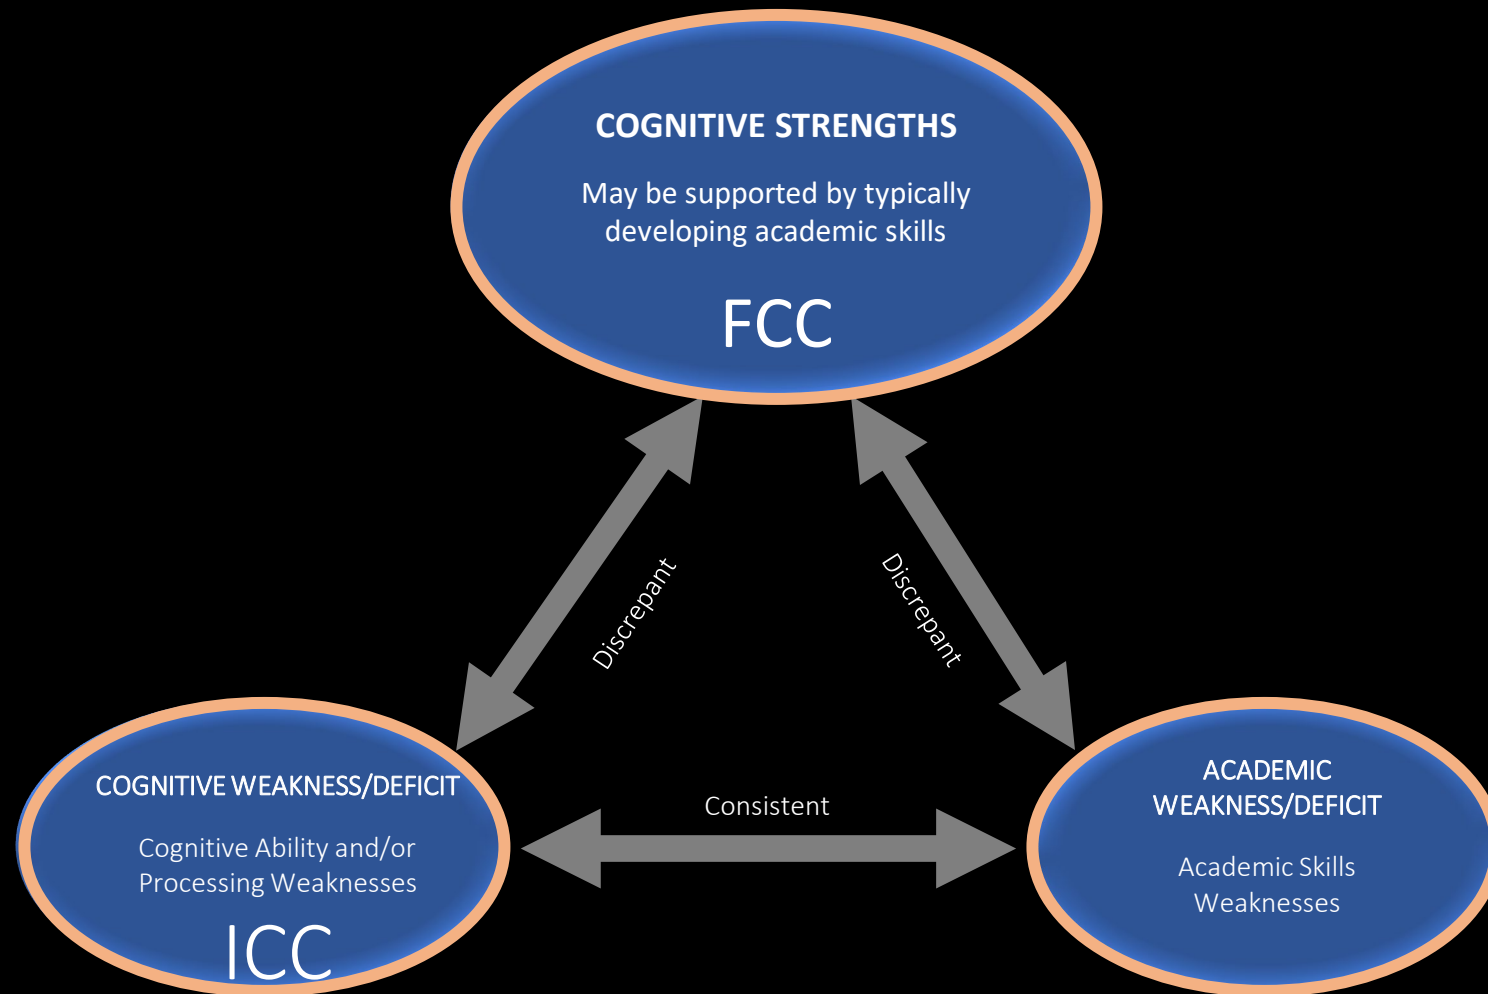 COGNITIVE STRENGTHS
May be supported by typically
developing academic skills
FCC
Discrepant
Discrepant
COGNITIVE WEAKNESS/DEFICIT
Cognitive Ability and/or
Processing Weaknesses
ICC
Consistent
ACADEMIC
WEAKNESS/DEFICIT
Academic Skills
Weaknesses